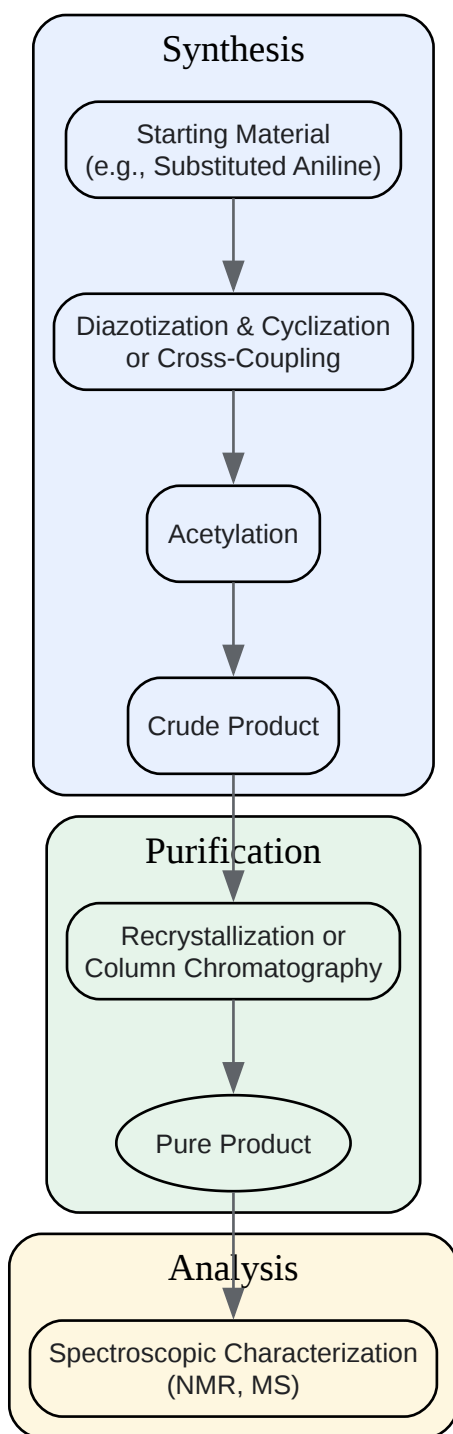 Synthesis
Starting Material
(e.g., Substituted Aniline)
Diazotization & Cyclization
or Cross-Coupling
Acetylation
Crude Product
Purification
Recrystallization or
Column Chromatography
Pure Product
Analysis
Spectroscopic Characterization
(NMR, MS)